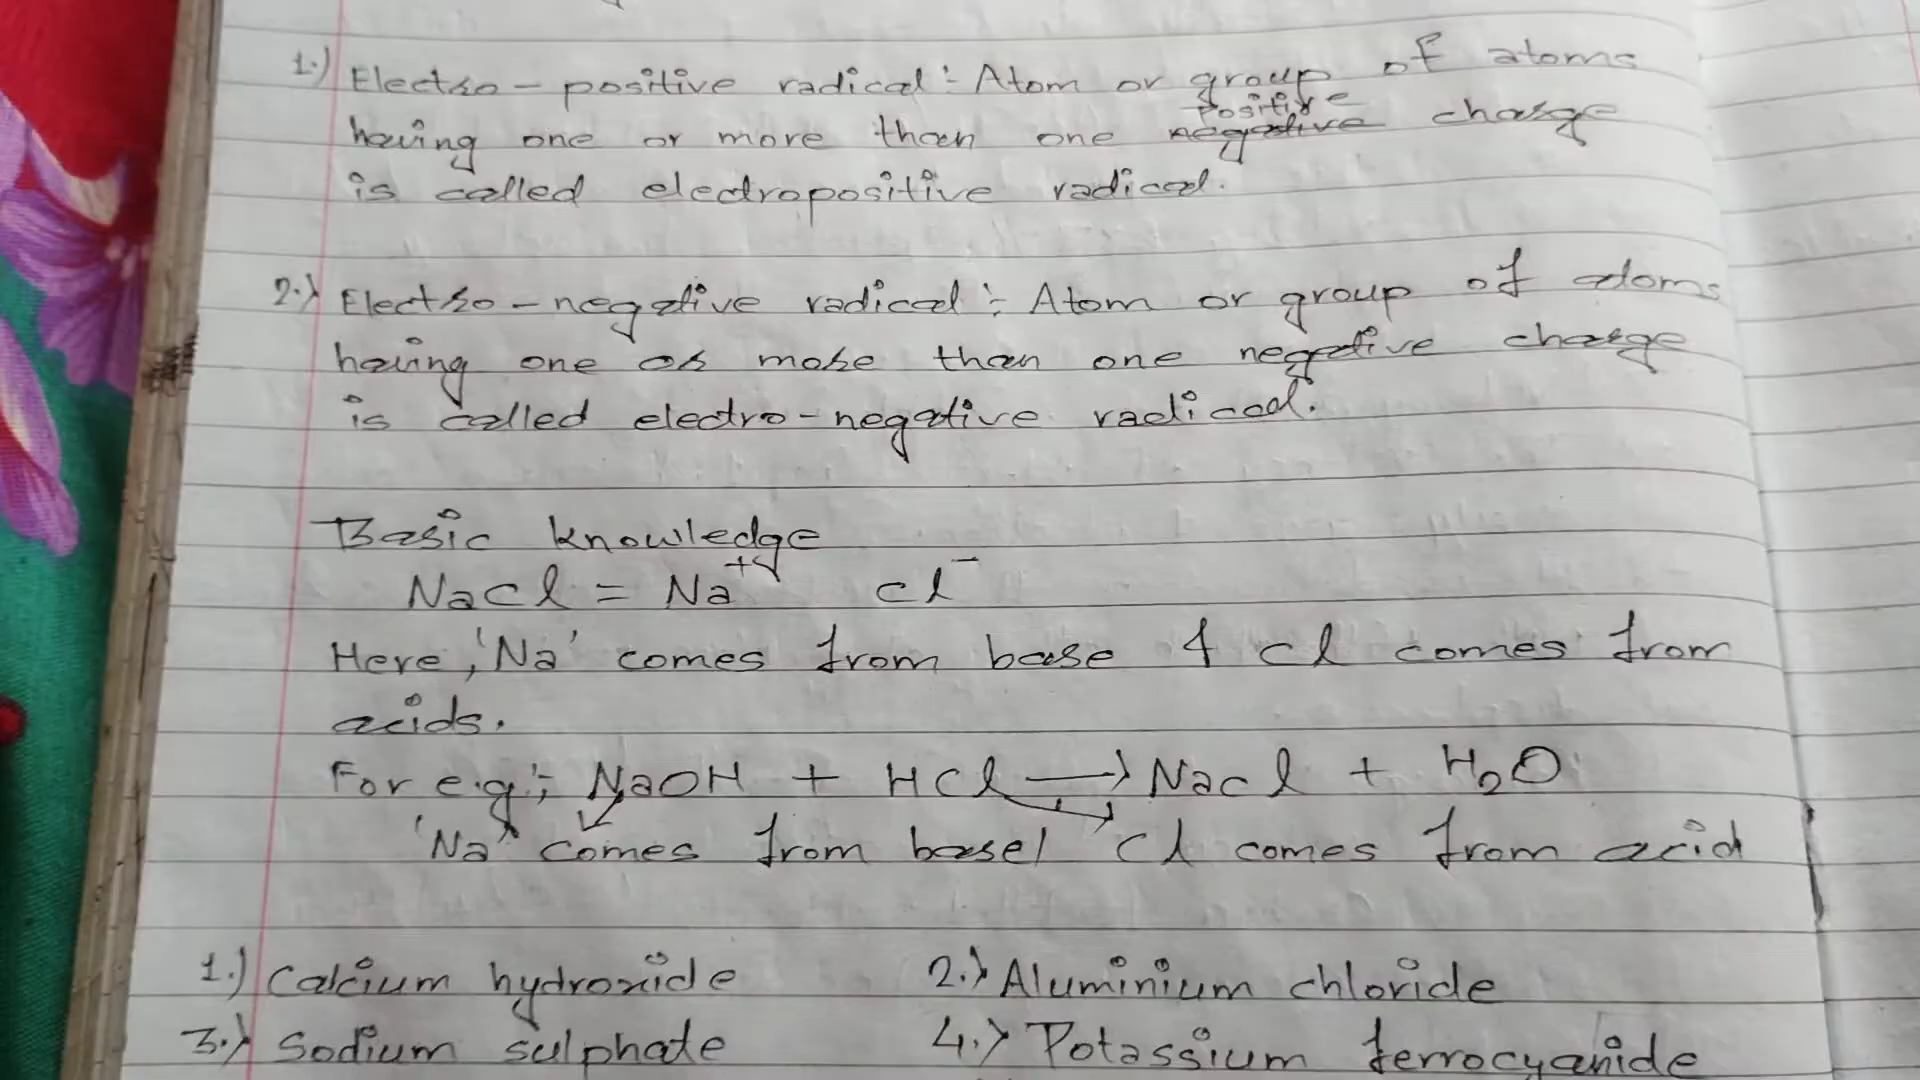 1.) Electro-positive radical :- Atom or group of atoms
positive
having one or more than one negative charge
is called electropositive radical.
2.) Electro-negative radical :- Atom or group of atoms
having one or more than one negative charge
is called electro-negative radical.
Basic knowledge
NaCl = Na⁺ Cl⁻
Here, 'Na' comes from base & Cl comes from
acids.
For e.g:- NaOH + HCl → NaCl + H₂O
'Na' comes from base/ Cl comes from acid
1.) Calcium hydroxide 2.) Aluminium chloride
3.) Sodium sulphate 4.) Potassium ferrocyanide